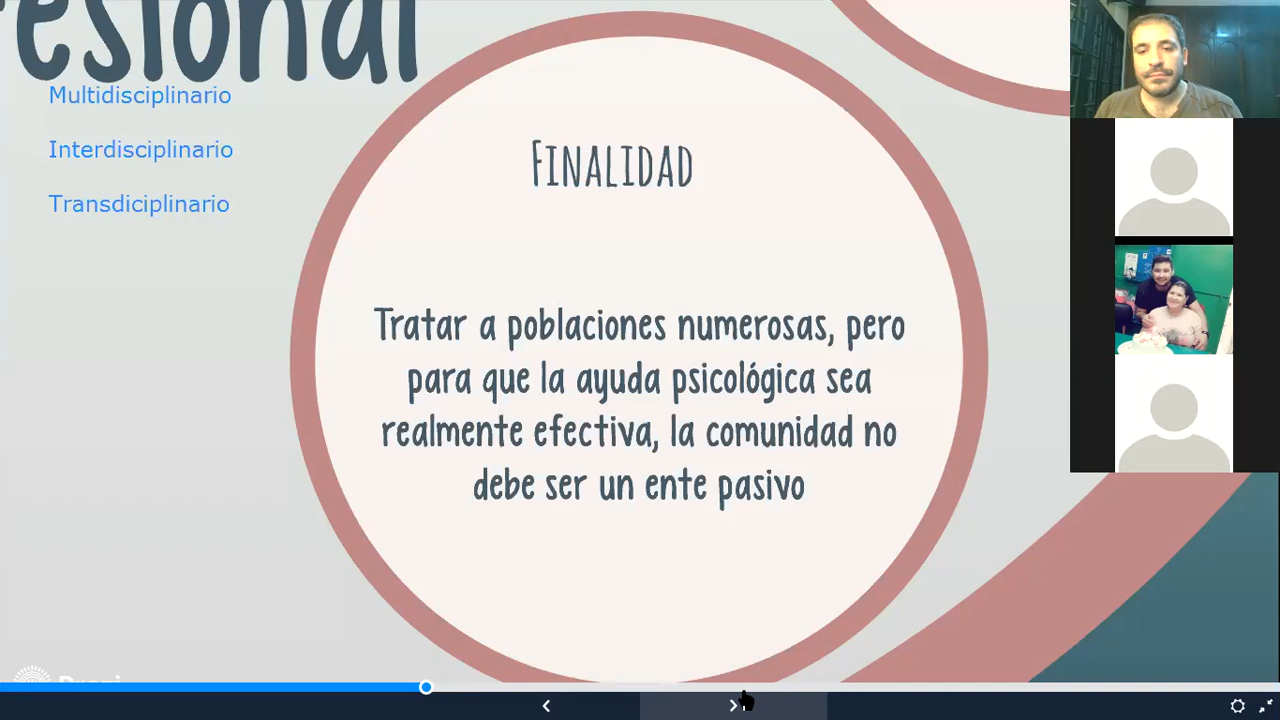 esional
Multidisciplinario
Interdisciplinario
Transdiciplinario
Finalidad
Tratar a poblaciones numerosas, pero
para que la ayuda psicológica sea
realmente efectiva, la comunidad no
debe ser un ente pasivo
Prezi